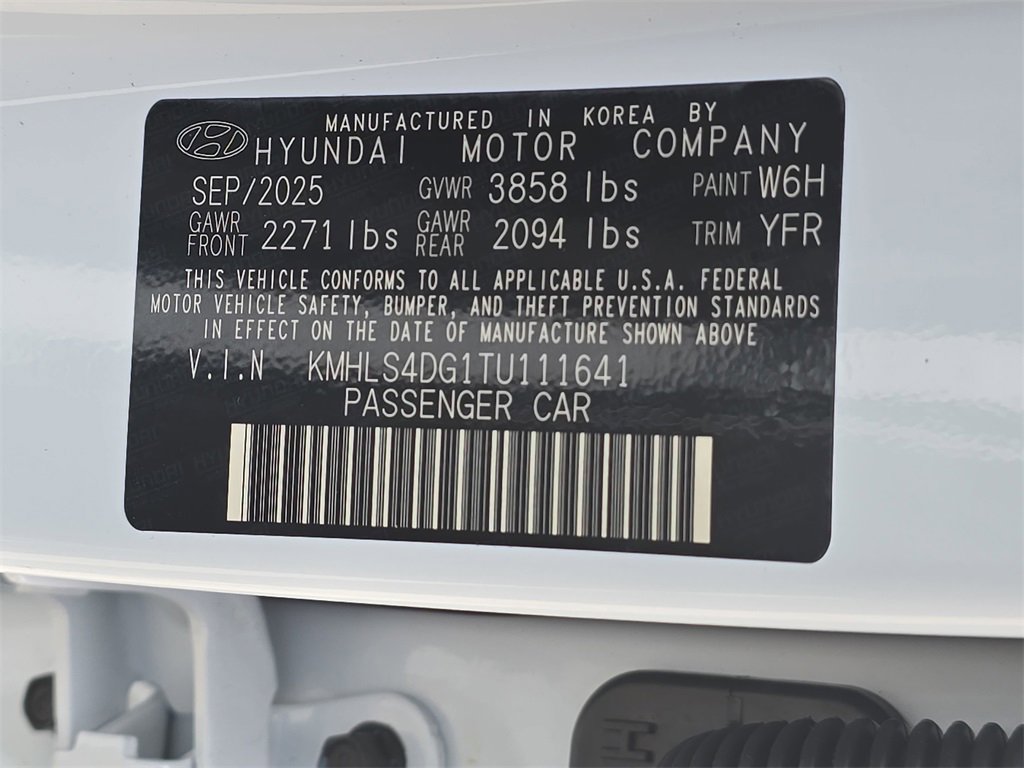 MANUFACTURED IN KOREA BY
HYUNDAI MOTOR COMPANY
SEP/2025 GVWR 3858 lbs PAINT W6H
GAWR FRONT 2271 lbs GAWR REAR 2094 lbs TRIM YFR
THIS VEHICLE CONFORMS TO ALL APPLICABLE U.S.A. FEDERAL
MOTOR VEHICLE SAFETY, BUMPER, AND THEFT PREVENTION STANDARDS
IN EFFECT ON THE DATE OF MANUFACTURE SHOWN ABOVE
V.I.N KMHLS4DG1TU111641
PASSENGER CAR